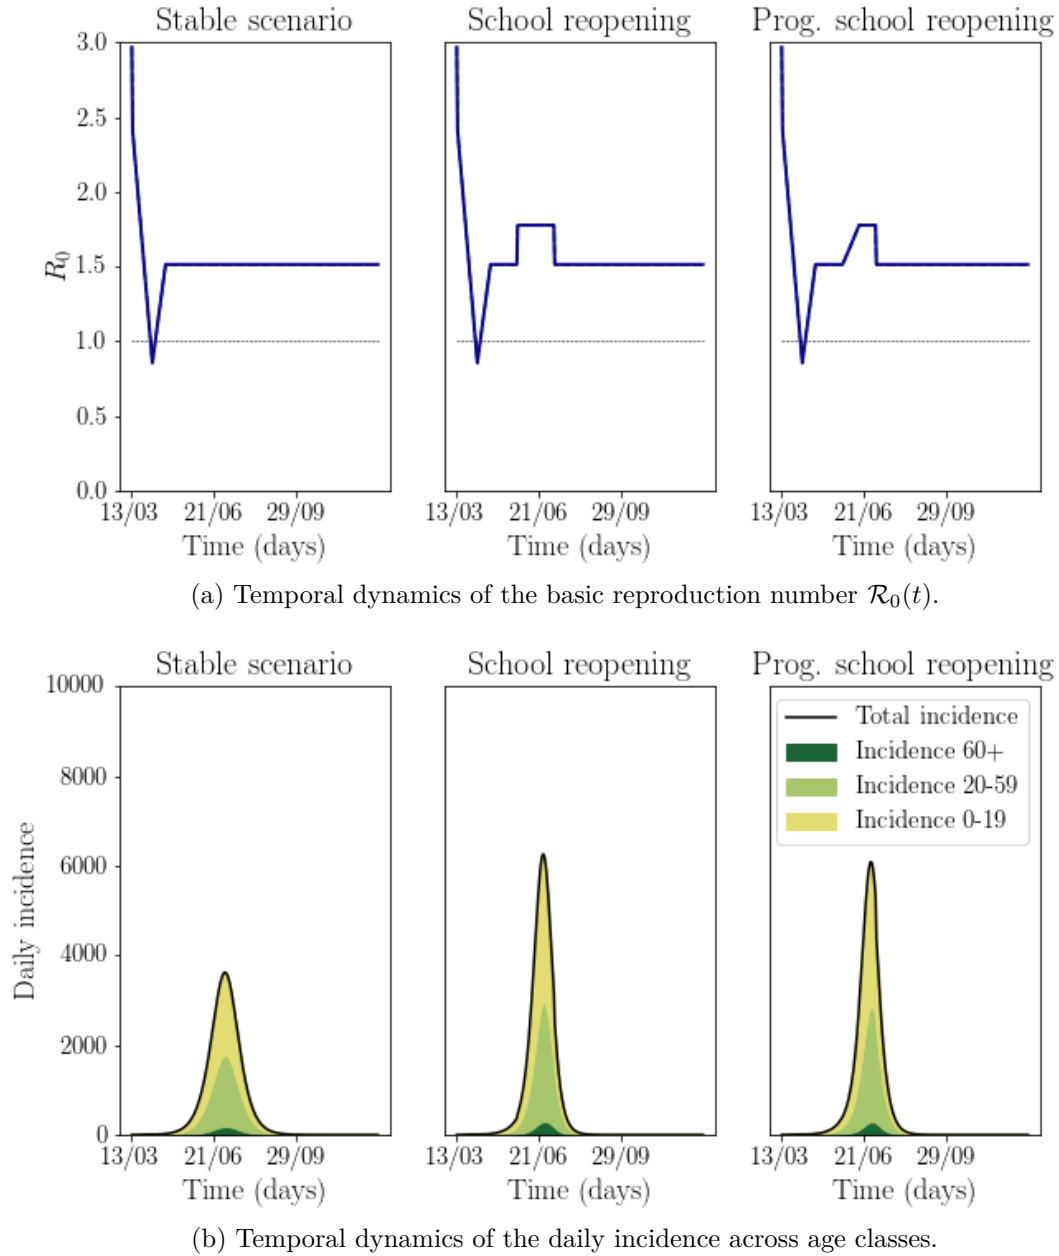 Stable scenario
School reopening
Prog. school reopening
3.0
2.5
2.0
1.5
1.0
0.5
0.0
R0
13/03 21/06 29/09
13/03 21/06 29/09
13/03 21/06 29/09
Time (days)
Time (days)
Time (days)
(a) Temporal dynamics of the basic reproduction number R0(t).
Stable scenario
School reopening
Prog. school reopening
10000
8000
6000
4000
2000
0
Daily incidence
Total incidence
Incidence 60+
Incidence 20-59
Incidence 0-19
13/03 21/06 29/09
13/03 21/06 29/09
13/03 21/06 29/09
Time (days)
Time (days)
Time (days)
(b) Temporal dynamics of the daily incidence across age classes.